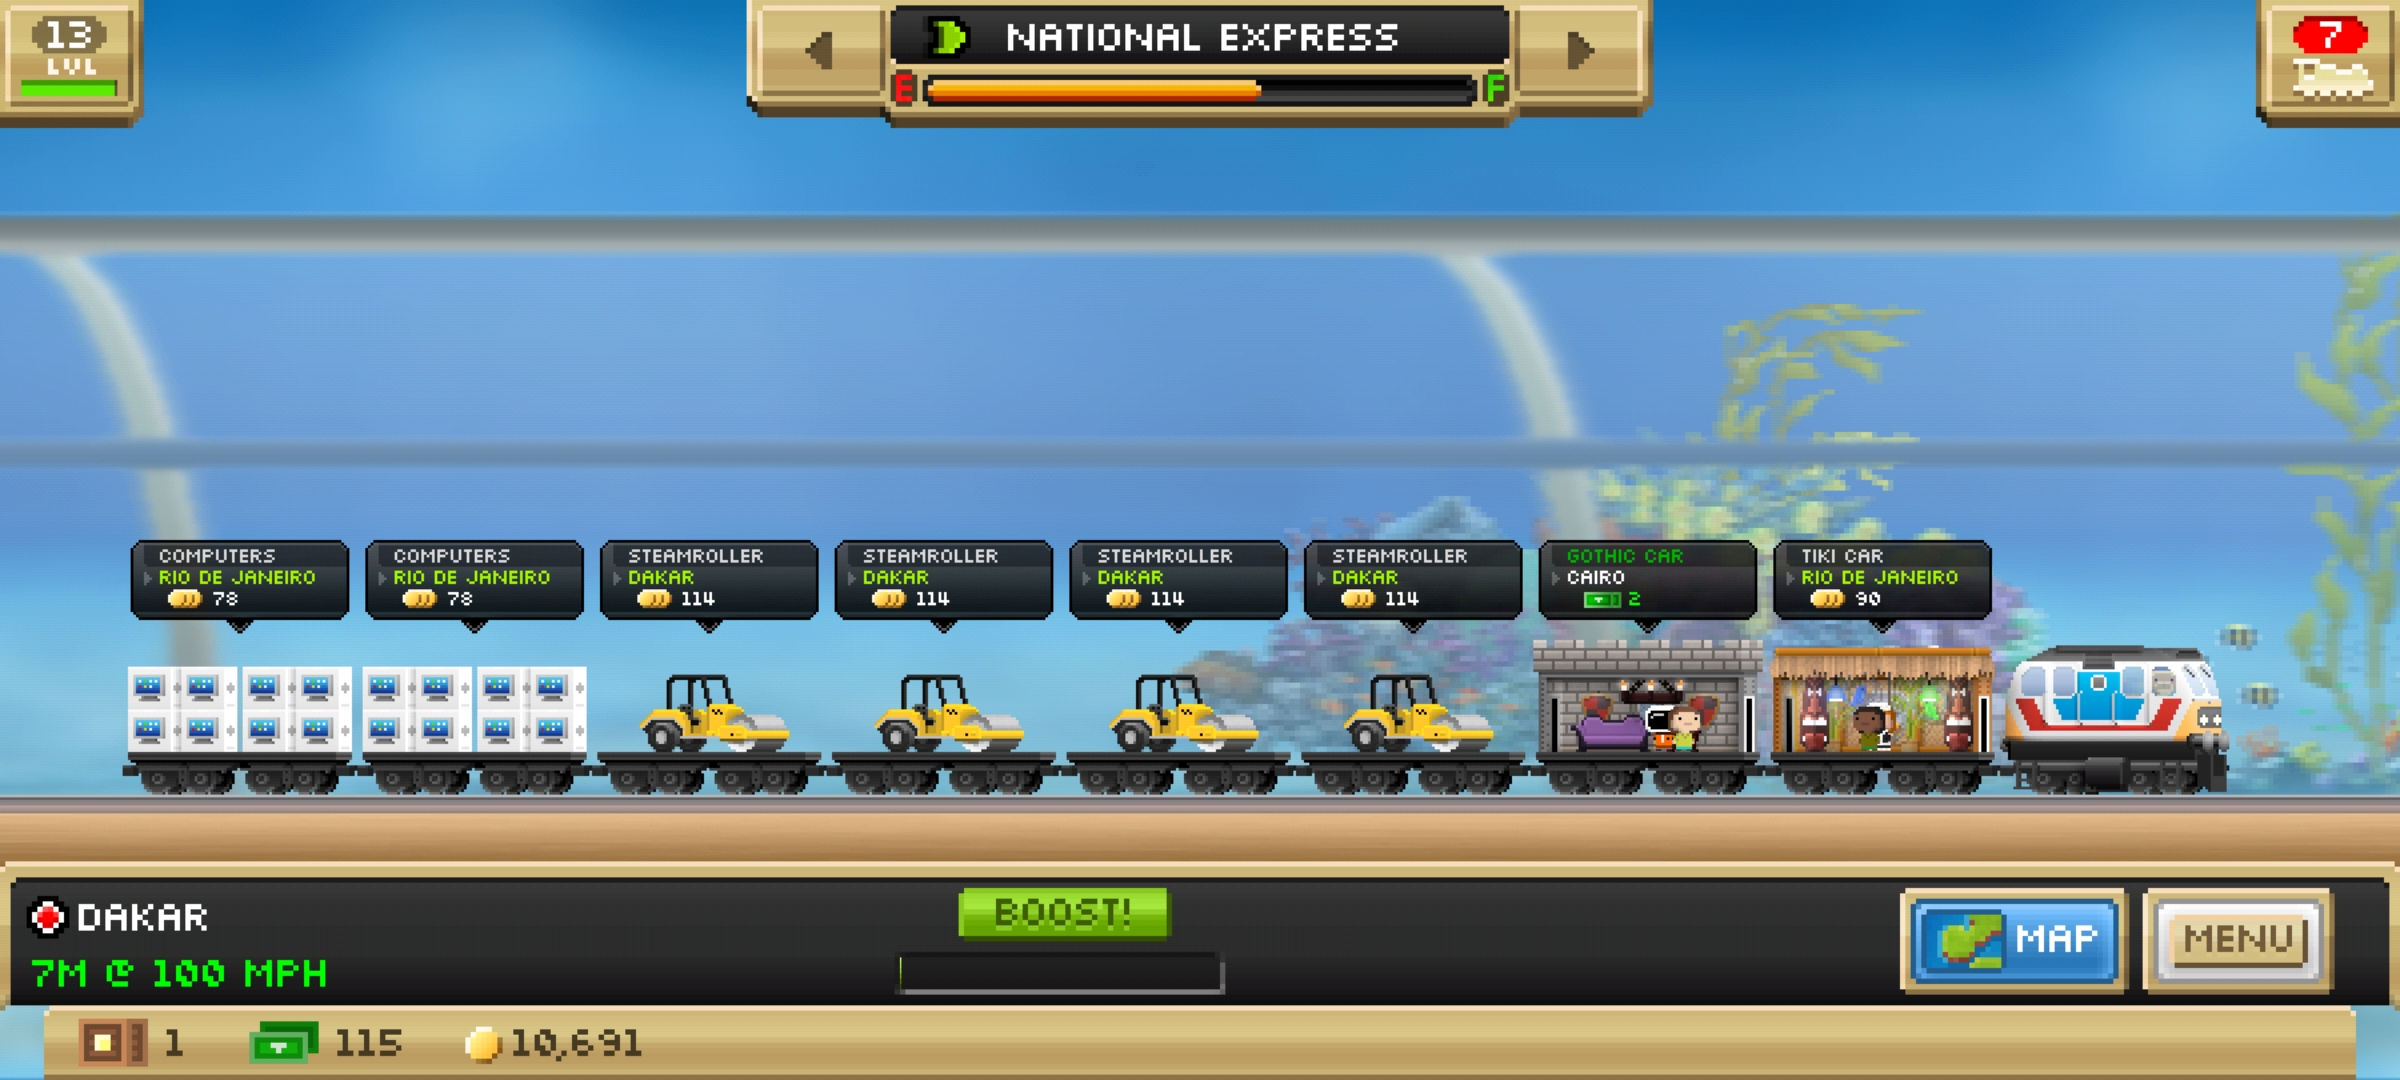 13
LVL
NATIONAL EXPRESS
E
F
7
COMPUTERS
RIO DE JANEIRO
78
COMPUTERS
RIO DE JANEIRO
78
STEAMROLLER
DAKAR
114
STEAMROLLER
DAKAR
114
STEAMROLLER
DAKAR
114
STEAMROLLER
DAKAR
114
GOTHIC CAR
CAIRO
2
TIKI CAR
RIO DE JANEIRO
90
DAKAR
7M @ 100 MPH
BOOST!
MAP
MENU
1
115
10,691